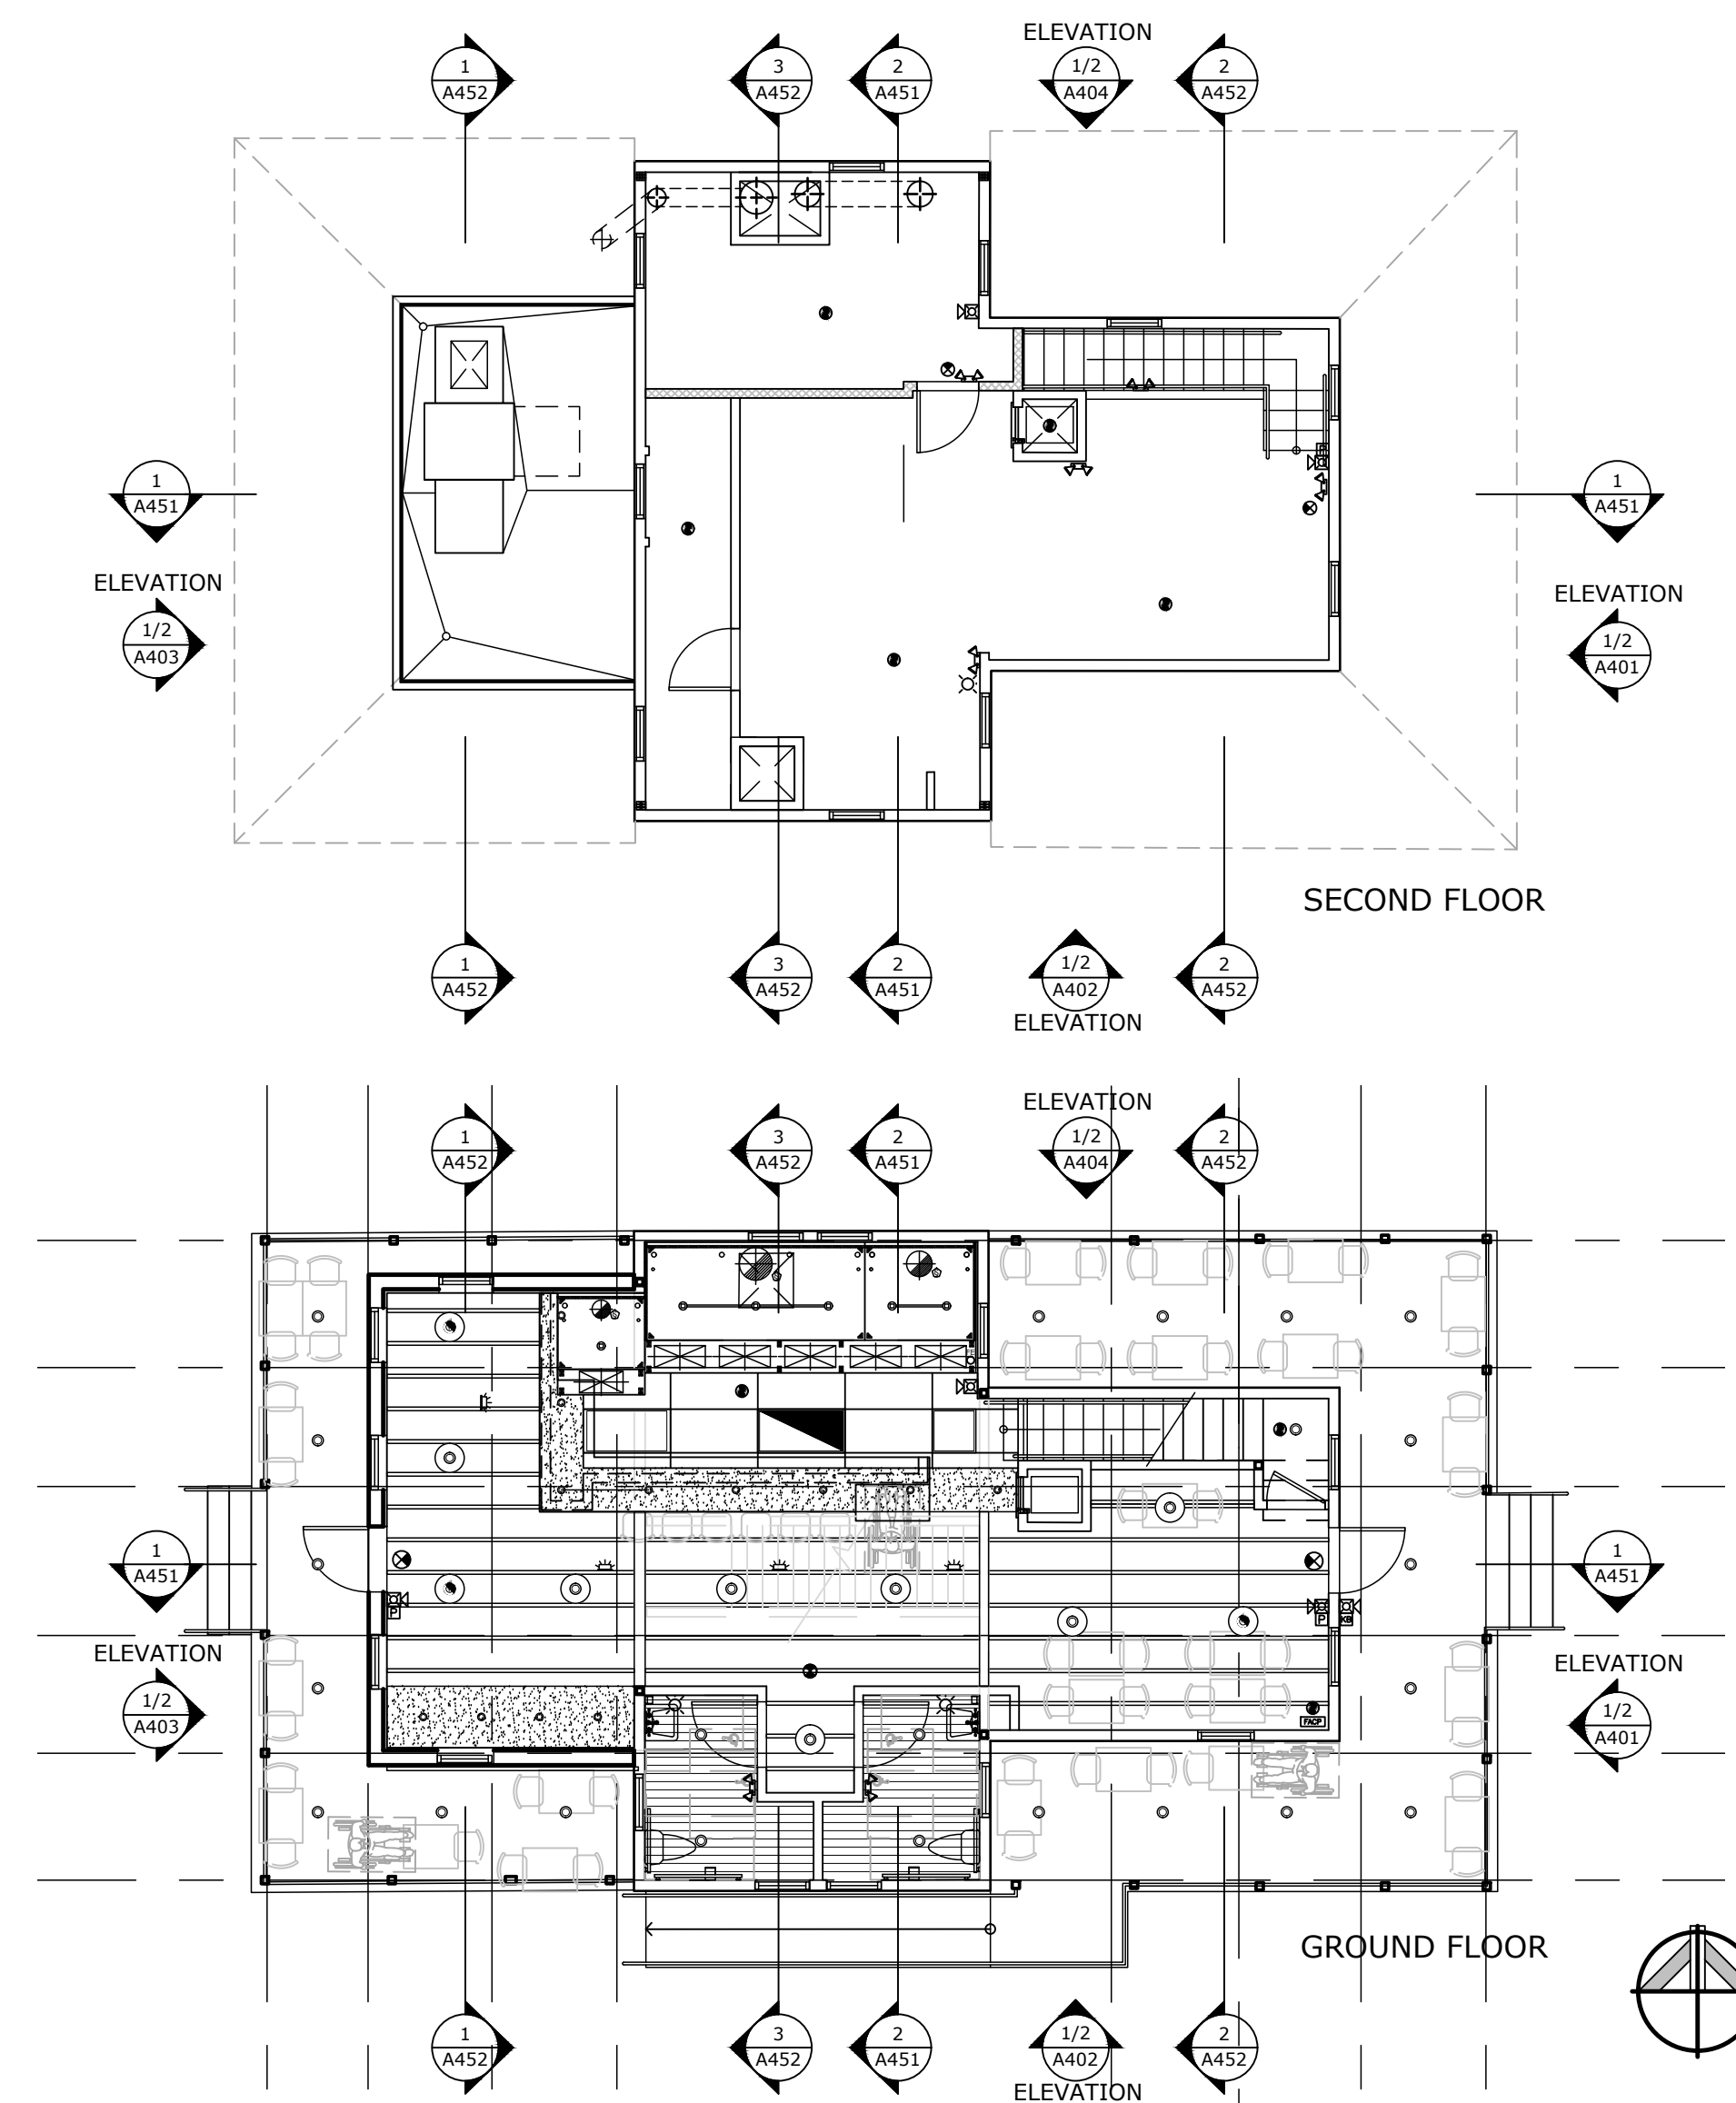 ELEVATION
1
A452
3
A452
2
A451
1/2
A404
2
A452
1
A451
1
A451
ELEVATION
1/2
A403
ELEVATION
1/2
A401
SECOND FLOOR
1
A452
3
A452
2
A451
1/2
A402
2
A452
ELEVATION
ELEVATION
1
A452
3
A452
2
A451
1/2
A404
2
A452
1
A451
1
A451
P
P
KB
ELEVATION
1/2
A403
ELEVATION
1/2
A401
FACP
GROUND FLOOR
1
A452
3
A452
2
A451
1/2
A402
2
A452
ELEVATION